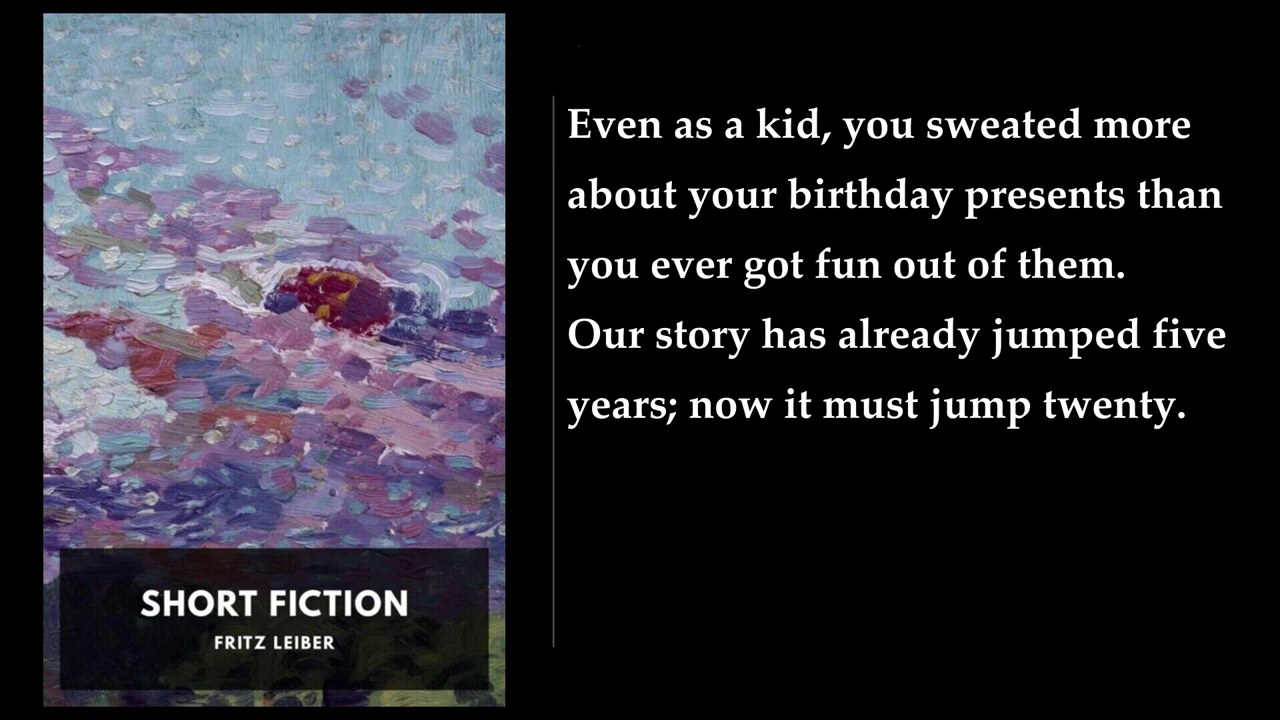 Even as a kid, you sweated more
about your birthday presents than
you ever got fun out of them.
Our story has already jumped five
years; now it must jump twenty.
SHORT FICTION
FRITZ LEIBER